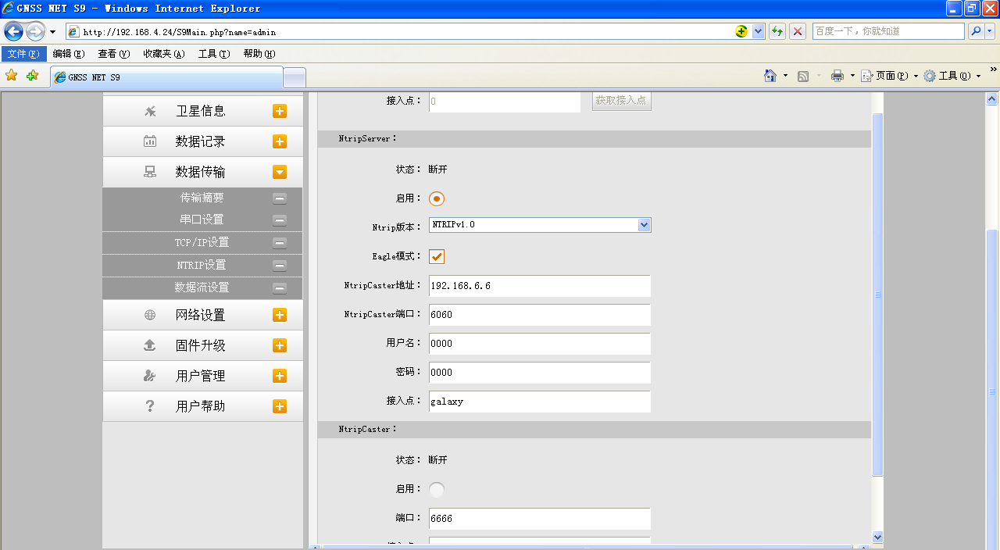 GNSS NET S9 - Windows Internet Explorer
http://192.168.4.24/S9Main.php?name=admin
百度一下，你就知道
文件(F) 编辑(E) 查看(V) 收藏夹(A) 工具(T) 帮助(H)
GNSS NET S9
页面(P) 工具(O) »
卫星信息
数据记录
数据传输
传输摘要
串口设置
TCP/IP设置
NTRIP设置
数据流设置
网络设置
固件升级
用户管理
? 用户帮助
接入点： 0 获取接入点
NtripServer：
状态： 断开
启用：
Ntrip版本： NTRIPv1.0
Eagle模式：
NtripCaster地址： 192.168.6.6
NtripCaster端口： 6060
用户名： 0000
密码： 0000
接入点： galaxy
NtripCaster：
状态： 断开
启用：
端口： 6666